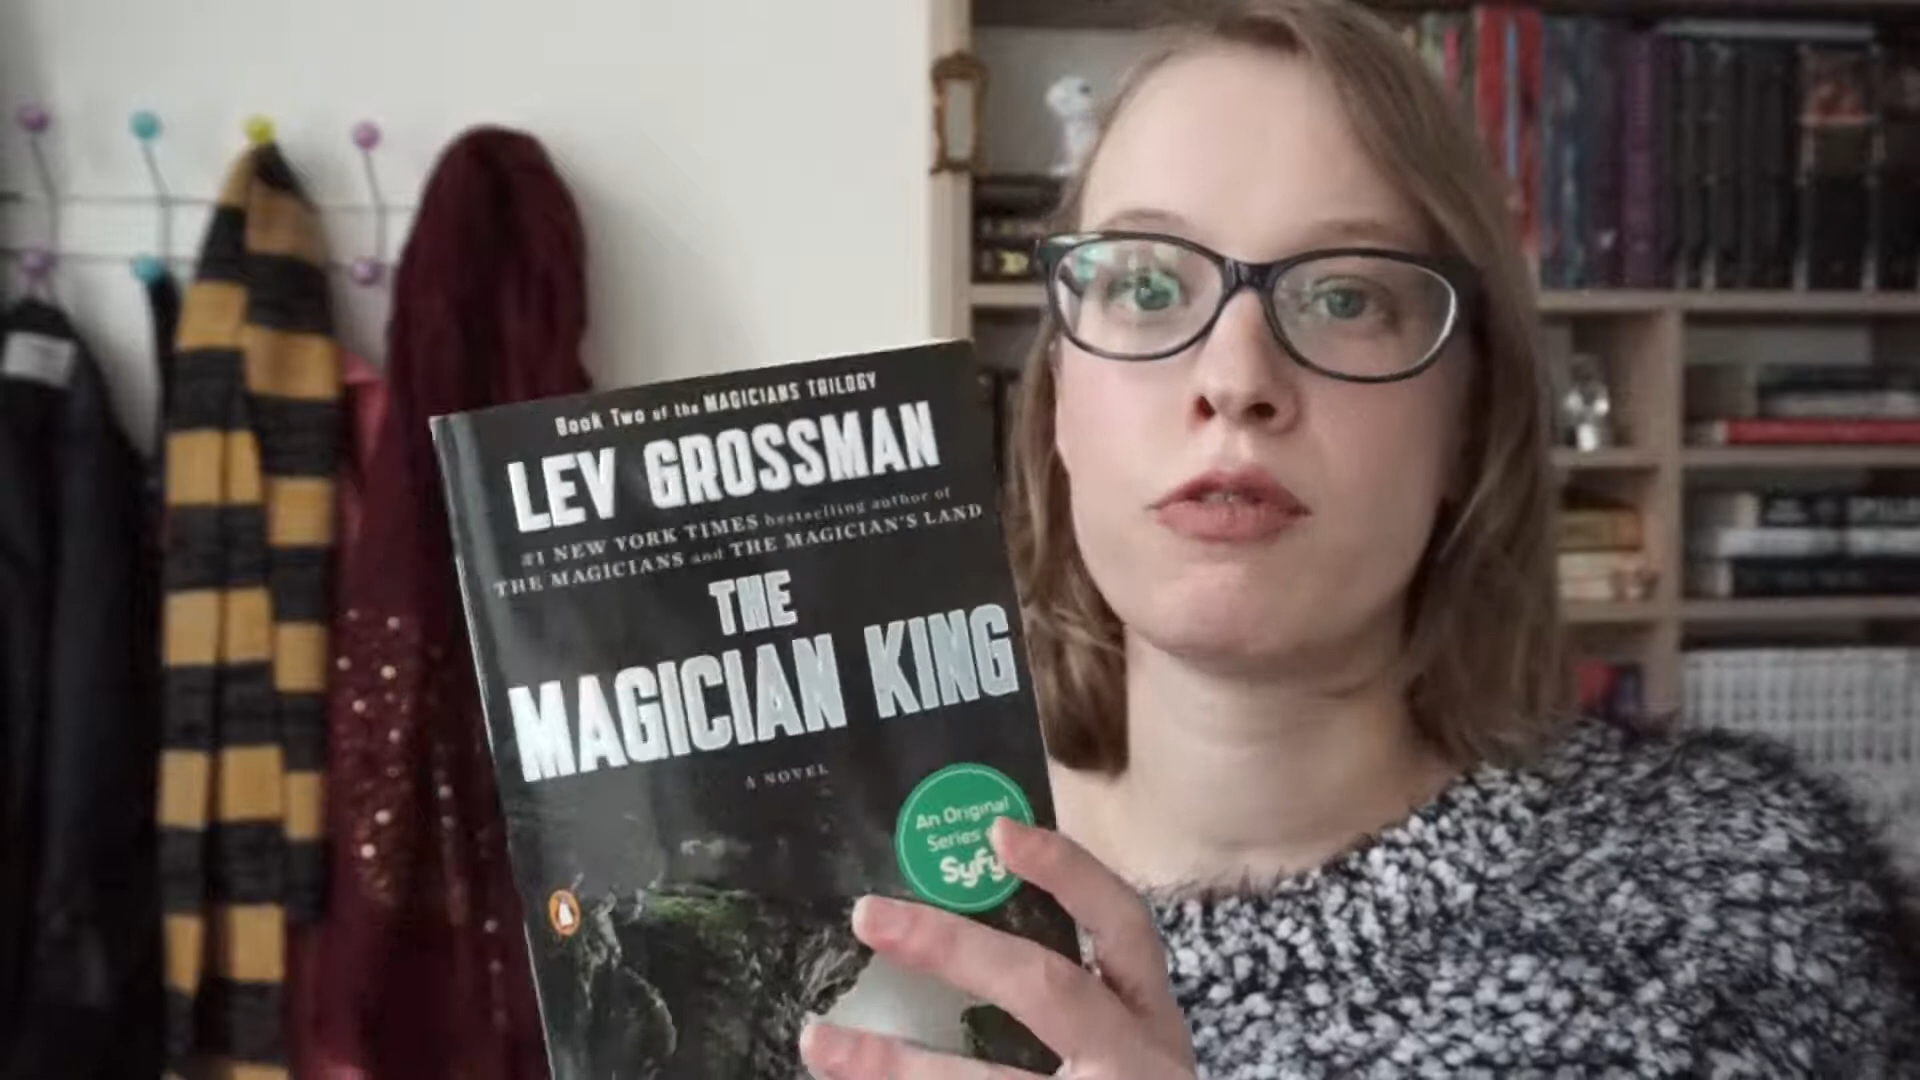 Book Two of the MAGICIANS TRILOGY
LEV GROSSMAN
#1 NEW YORK TIMES bestselling author of
THE MAGICIANS and THE MAGICIAN'S LAND
THE
MAGICIAN KING
A NOVEL
An Original
Series
Syfy